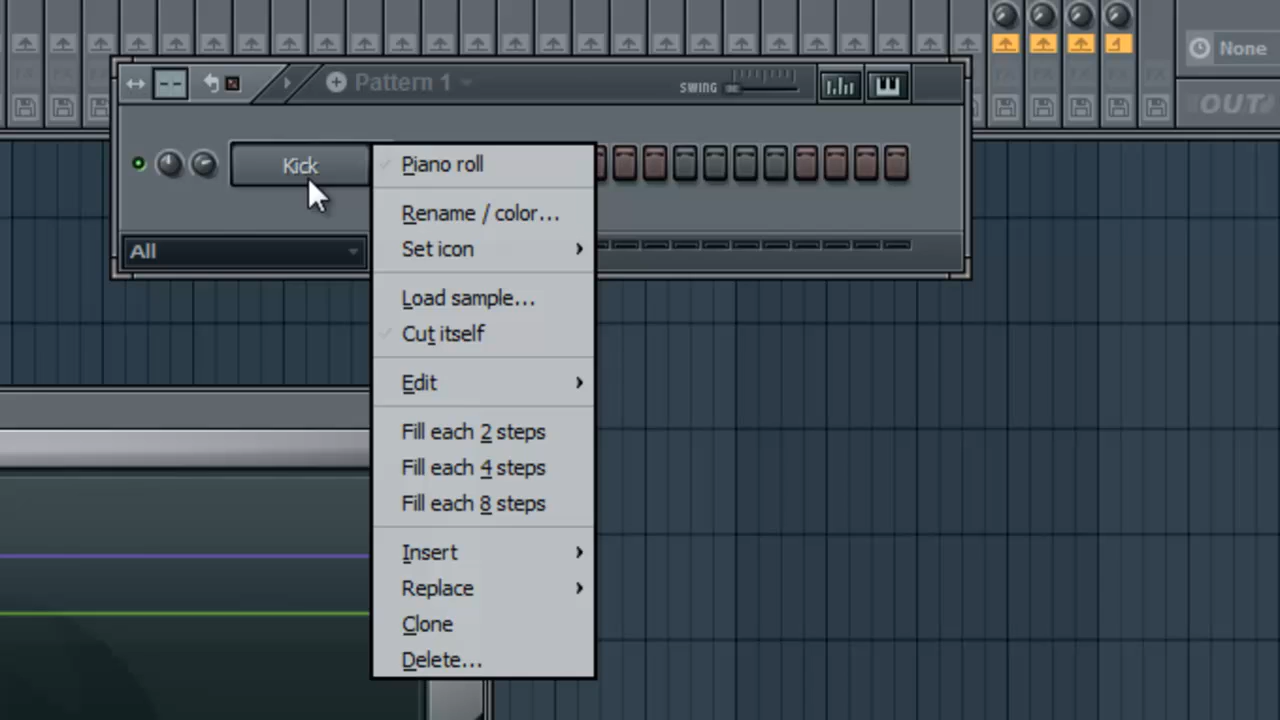 None
Pattern 1
SWING
OUT
Kick
Piano roll
Rename / color...
Set icon
Load sample...
Cut itself
All
Edit
Fill each 2 steps
Fill each 4 steps
Fill each 8 steps
Insert
Replace
Clone
Delete...